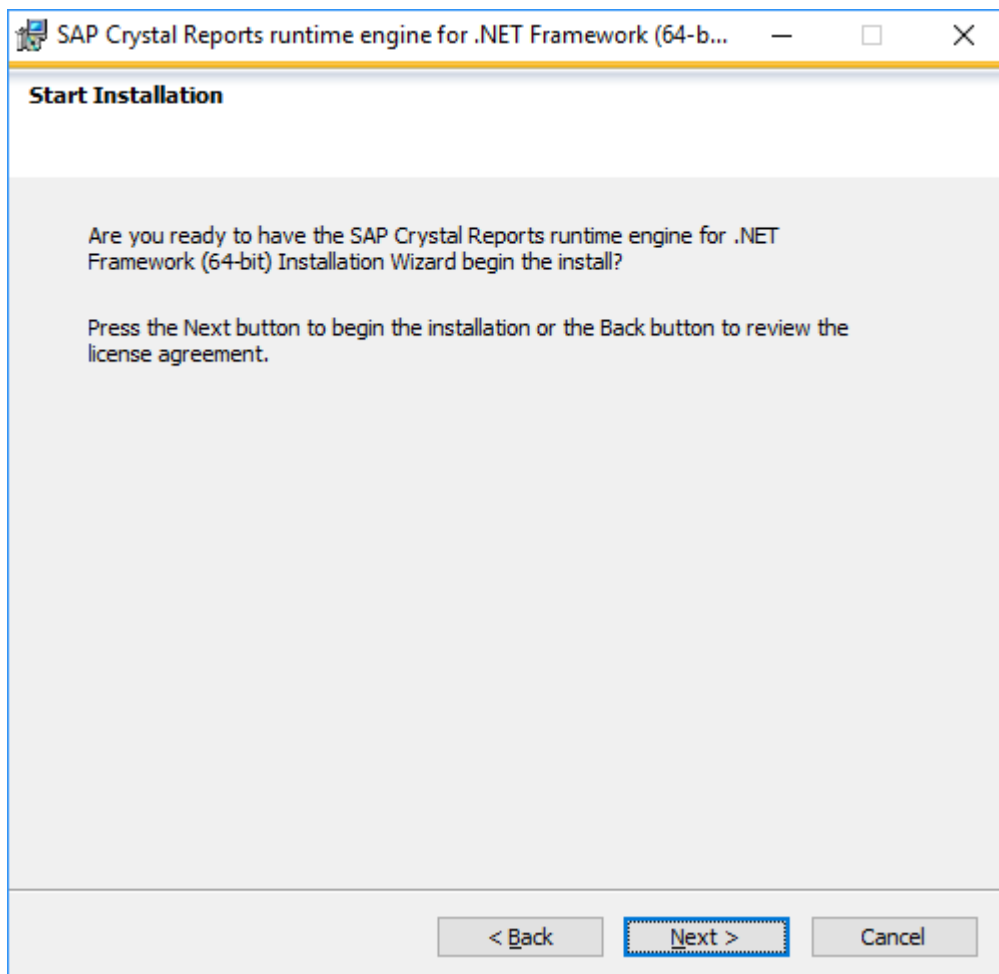 SAP Crystal Reports runtime engine for .NET Framework (64-b...
Start Installation
Are you ready to have the SAP Crystal Reports runtime engine for .NET
Framework (64-bit) Installation Wizard begin the install?
Press the Next button to begin the installation or the Back button to review the
license agreement.
< Back
Next >
Cancel